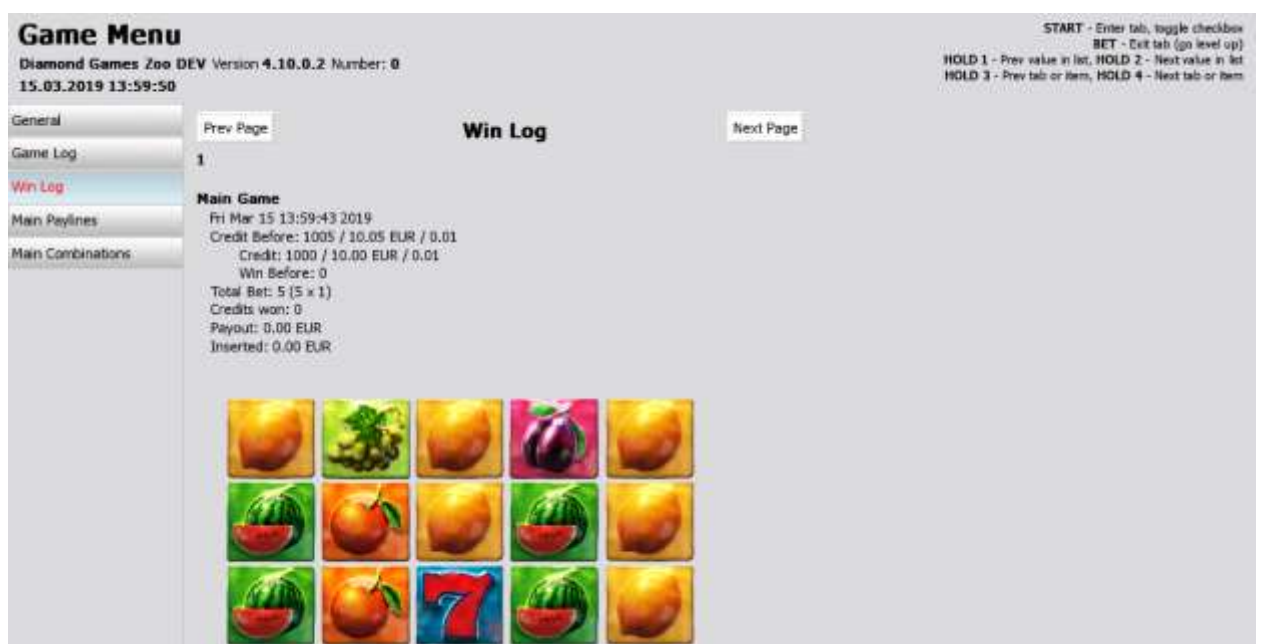 Game Menu
Diamond Games Zoo DEV Version 4.10.0.2 Number: 0
15.03.2019 13:59:50
START - Enter tab, toggle checkbox
BET - Exit tab (go level up)
HOLD 1 - Prev value in list, HOLD 2 - Next value in list
HOLD 3 - Prev tab or item, HOLD 4 - Next tab or item
General
Game Log
Win Log
Main Paylines
Main Combinations
Prev Page
Win Log
Next Page
1
Main Game
Fri Mar 15 13:59:43 2019
Credit Before: 1005 / 10.05 EUR / 0.01
Credit: 1000 / 10.00 EUR / 0.01
Win Before: 0
Total Bet: 5 (5 x 1)
Credits won: 0
Payout: 0.00 EUR
Inserted: 0.00 EUR
7